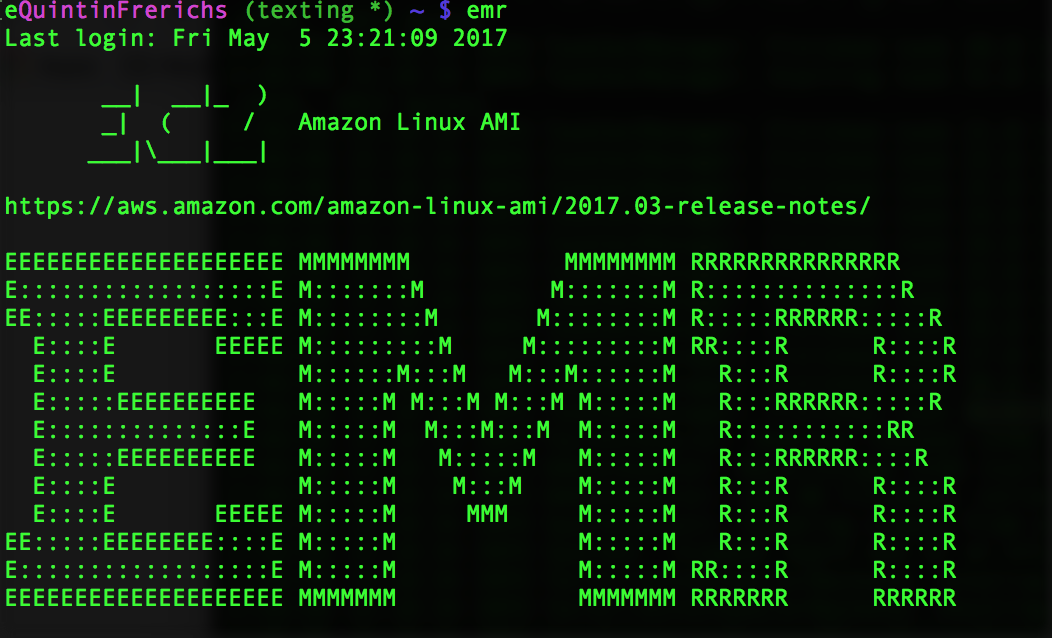 eQuintinFrerichs (texting *) ~ $ emr
Last login: Fri May  5 23:21:09 2017

       __|  __|_  )
       _|  (     /   Amazon Linux AMI
      ___|\___|___|

https://aws.amazon.com/amazon-linux-ami/2017.03-release-notes/

EEEEEEEEEEEEEEEEEEEE MMMMMMMM           MMMMMMMM RRRRRRRRRRRRRRR
E::::::::::::::::::E M:::::::M         M:::::::M R::::::::::::::R
EE:::::EEEEEEEEE:::E M::::::::M       M::::::::M R:::::RRRRRR:::::R
  E::::E       EEEEE M:::::::::M     M:::::::::M RR::::R      R::::R
  E::::E             M::::::M:::M   M:::M::::::M   R:::R      R::::R
  E:::::EEEEEEEEEE   M:::::M M:::M M:::M M:::::M   R:::RRRRRR:::::R
  E::::::::::::::E   M:::::M  M:::M:::M  M:::::M   R:::::::::::RR
  E:::::EEEEEEEEEE   M:::::M   M:::::M   M:::::M   R:::RRRRRR::::R
  E::::E             M:::::M    M:::M    M:::::M   R:::R      R::::R
  E::::E       EEEEE M:::::M     MMM     M:::::M   R:::R      R::::R
EE:::::EEEEEEEE::::E M:::::M             M:::::M   R:::R      R::::R
E::::::::::::::::::E M:::::M             M:::::M RR::::R      R::::R
EEEEEEEEEEEEEEEEEEEE MMMMMMM             MMMMMMM RRRRRRR      RRRRRR